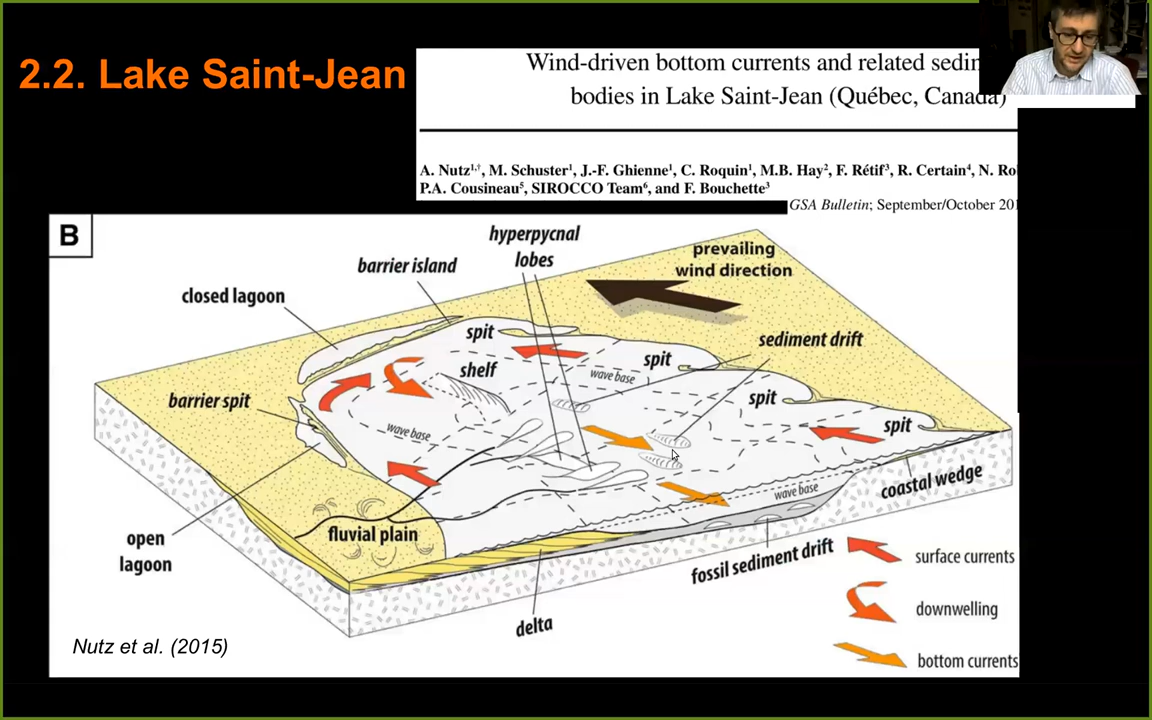 2.2. Lake Saint-Jean
Wind-driven bottom currents and related
bodies in Lake Saint-Jean (Québec, Canada)
A. Nutz¹,†, M. Schuster¹, J.-F. Ghienne¹, C. Roquin¹, M.B. Hay², F. Rétif³, R. Certain⁴, N.
P.A. Cousineau⁵, SIROCCO Team⁶, and F. Bouchette³
GSA Bulletin; September/October
B
hyperpycnal
lobes
prevailing
wind direction
barrier island
closed lagoon
spit
sediment drift
spit
shelf
wave base
spit
barrier spit
wave base
spit
coastal wedge
wave base
open
lagoon
fluvial plain
fossil sediment drift
surface currents
delta
downwelling
Nutz et al. (2015)
bottom currents